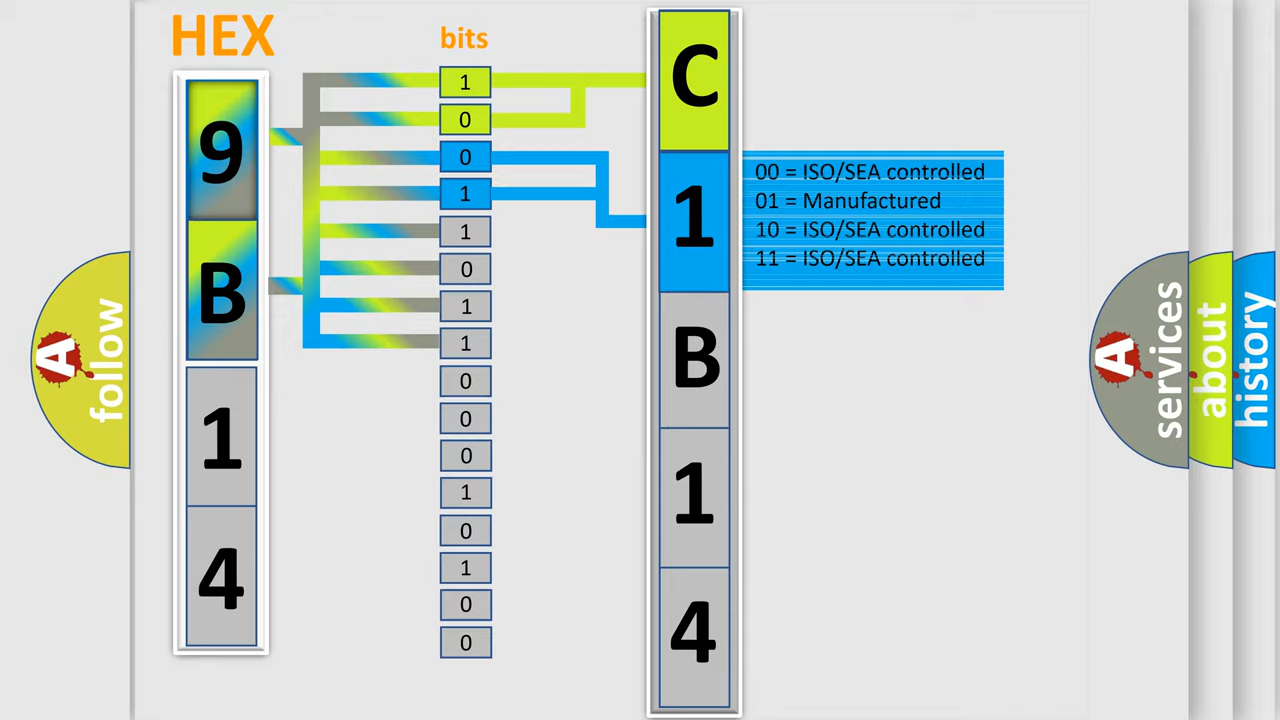 HEX
bits
9
B
1
4
1
0
0
1
1
0
1
1
0
0
0
1
0
1
0
0
C
1
B
1
4
00 = ISO/SEA controlled
01 = Manufactured
10 = ISO/SEA controlled
11 = ISO/SEA controlled
A
follow
A
services
about
history